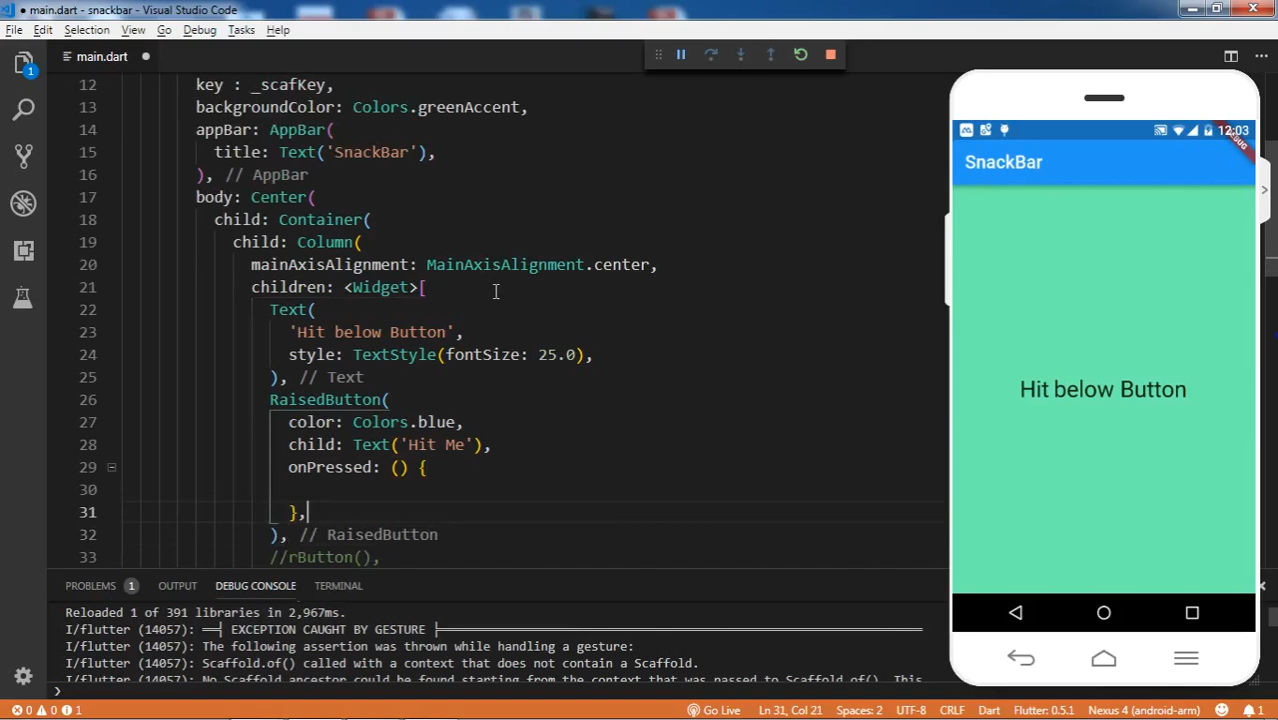 main.dart - snackbar - Visual Studio Code
File Edit Selection View Go Debug Tasks Help
1 main.dart
12 key : _scafKey,
13 backgroundColor: Colors.greenAccent,
14 appBar: AppBar(
15 title: Text('SnackBar'),
16 ), // AppBar
17 body: Center(
18 child: Container(
19 child: Column(
20 mainAxisAlignment: MainAxisAlignment.center,
21 children: <Widget>[
22 Text(
23 'Hit below Button',
24 style: TextStyle(fontSize: 25.0),
25 ), // Text
26 RaisedButton(
27 color: Colors.blue,
28 child: Text('Hit Me'),
29 onPressed: () {
30
31 },
32 ), // RaisedButton
33 //rButton(),
12:03
DEBUG
SnackBar
Hit below Button
PROBLEMS 1 OUTPUT DEBUG CONSOLE TERMINAL
Reloaded 1 of 391 libraries in 2,967ms.
I/flutter (14057): ══╡ EXCEPTION CAUGHT BY GESTURE ╞══
I/flutter (14057): The following assertion was thrown while handling a gesture:
I/flutter (14057): Scaffold.of() called with a context that does not contain a Scaffold.
I/flutter (14057): No Scaffold ancestor could be found starting from the context that was passed to Scaffold.of(). This
0 0 1 Go Live Ln 31, Col 21 Spaces: 2 UTF-8 CRLF Dart Flutter: 0.5.1 Nexus 4 (android-arm) 1